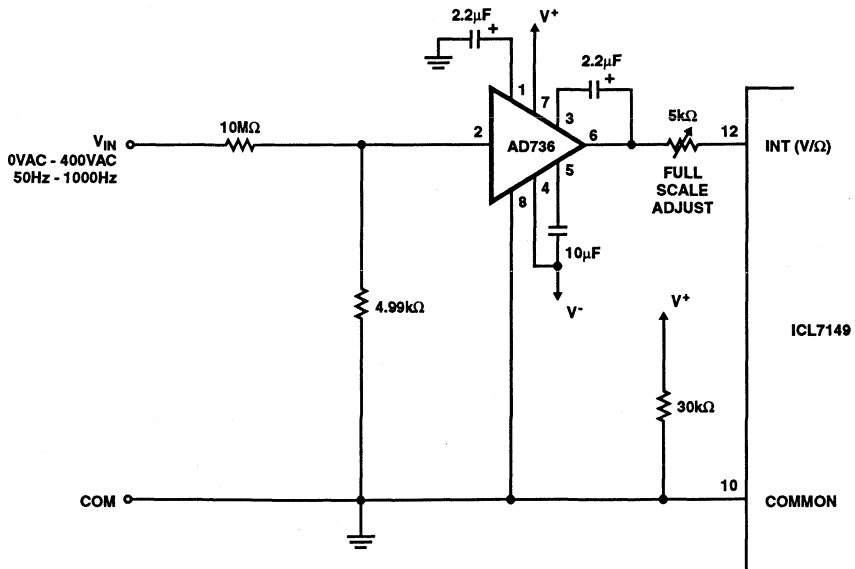 2.2μF
+
V+
2.2μF
+
1
7
3
5kΩ
10MΩ
2
AD736
6
12
INT (V/Ω)
VIN
0VAC - 400VAC
50Hz - 1000Hz
5
4
8
FULL
SCALE
ADJUST
10μF
V-
4.99kΩ
V+
ICL7149
30kΩ
10
COM
COMMON